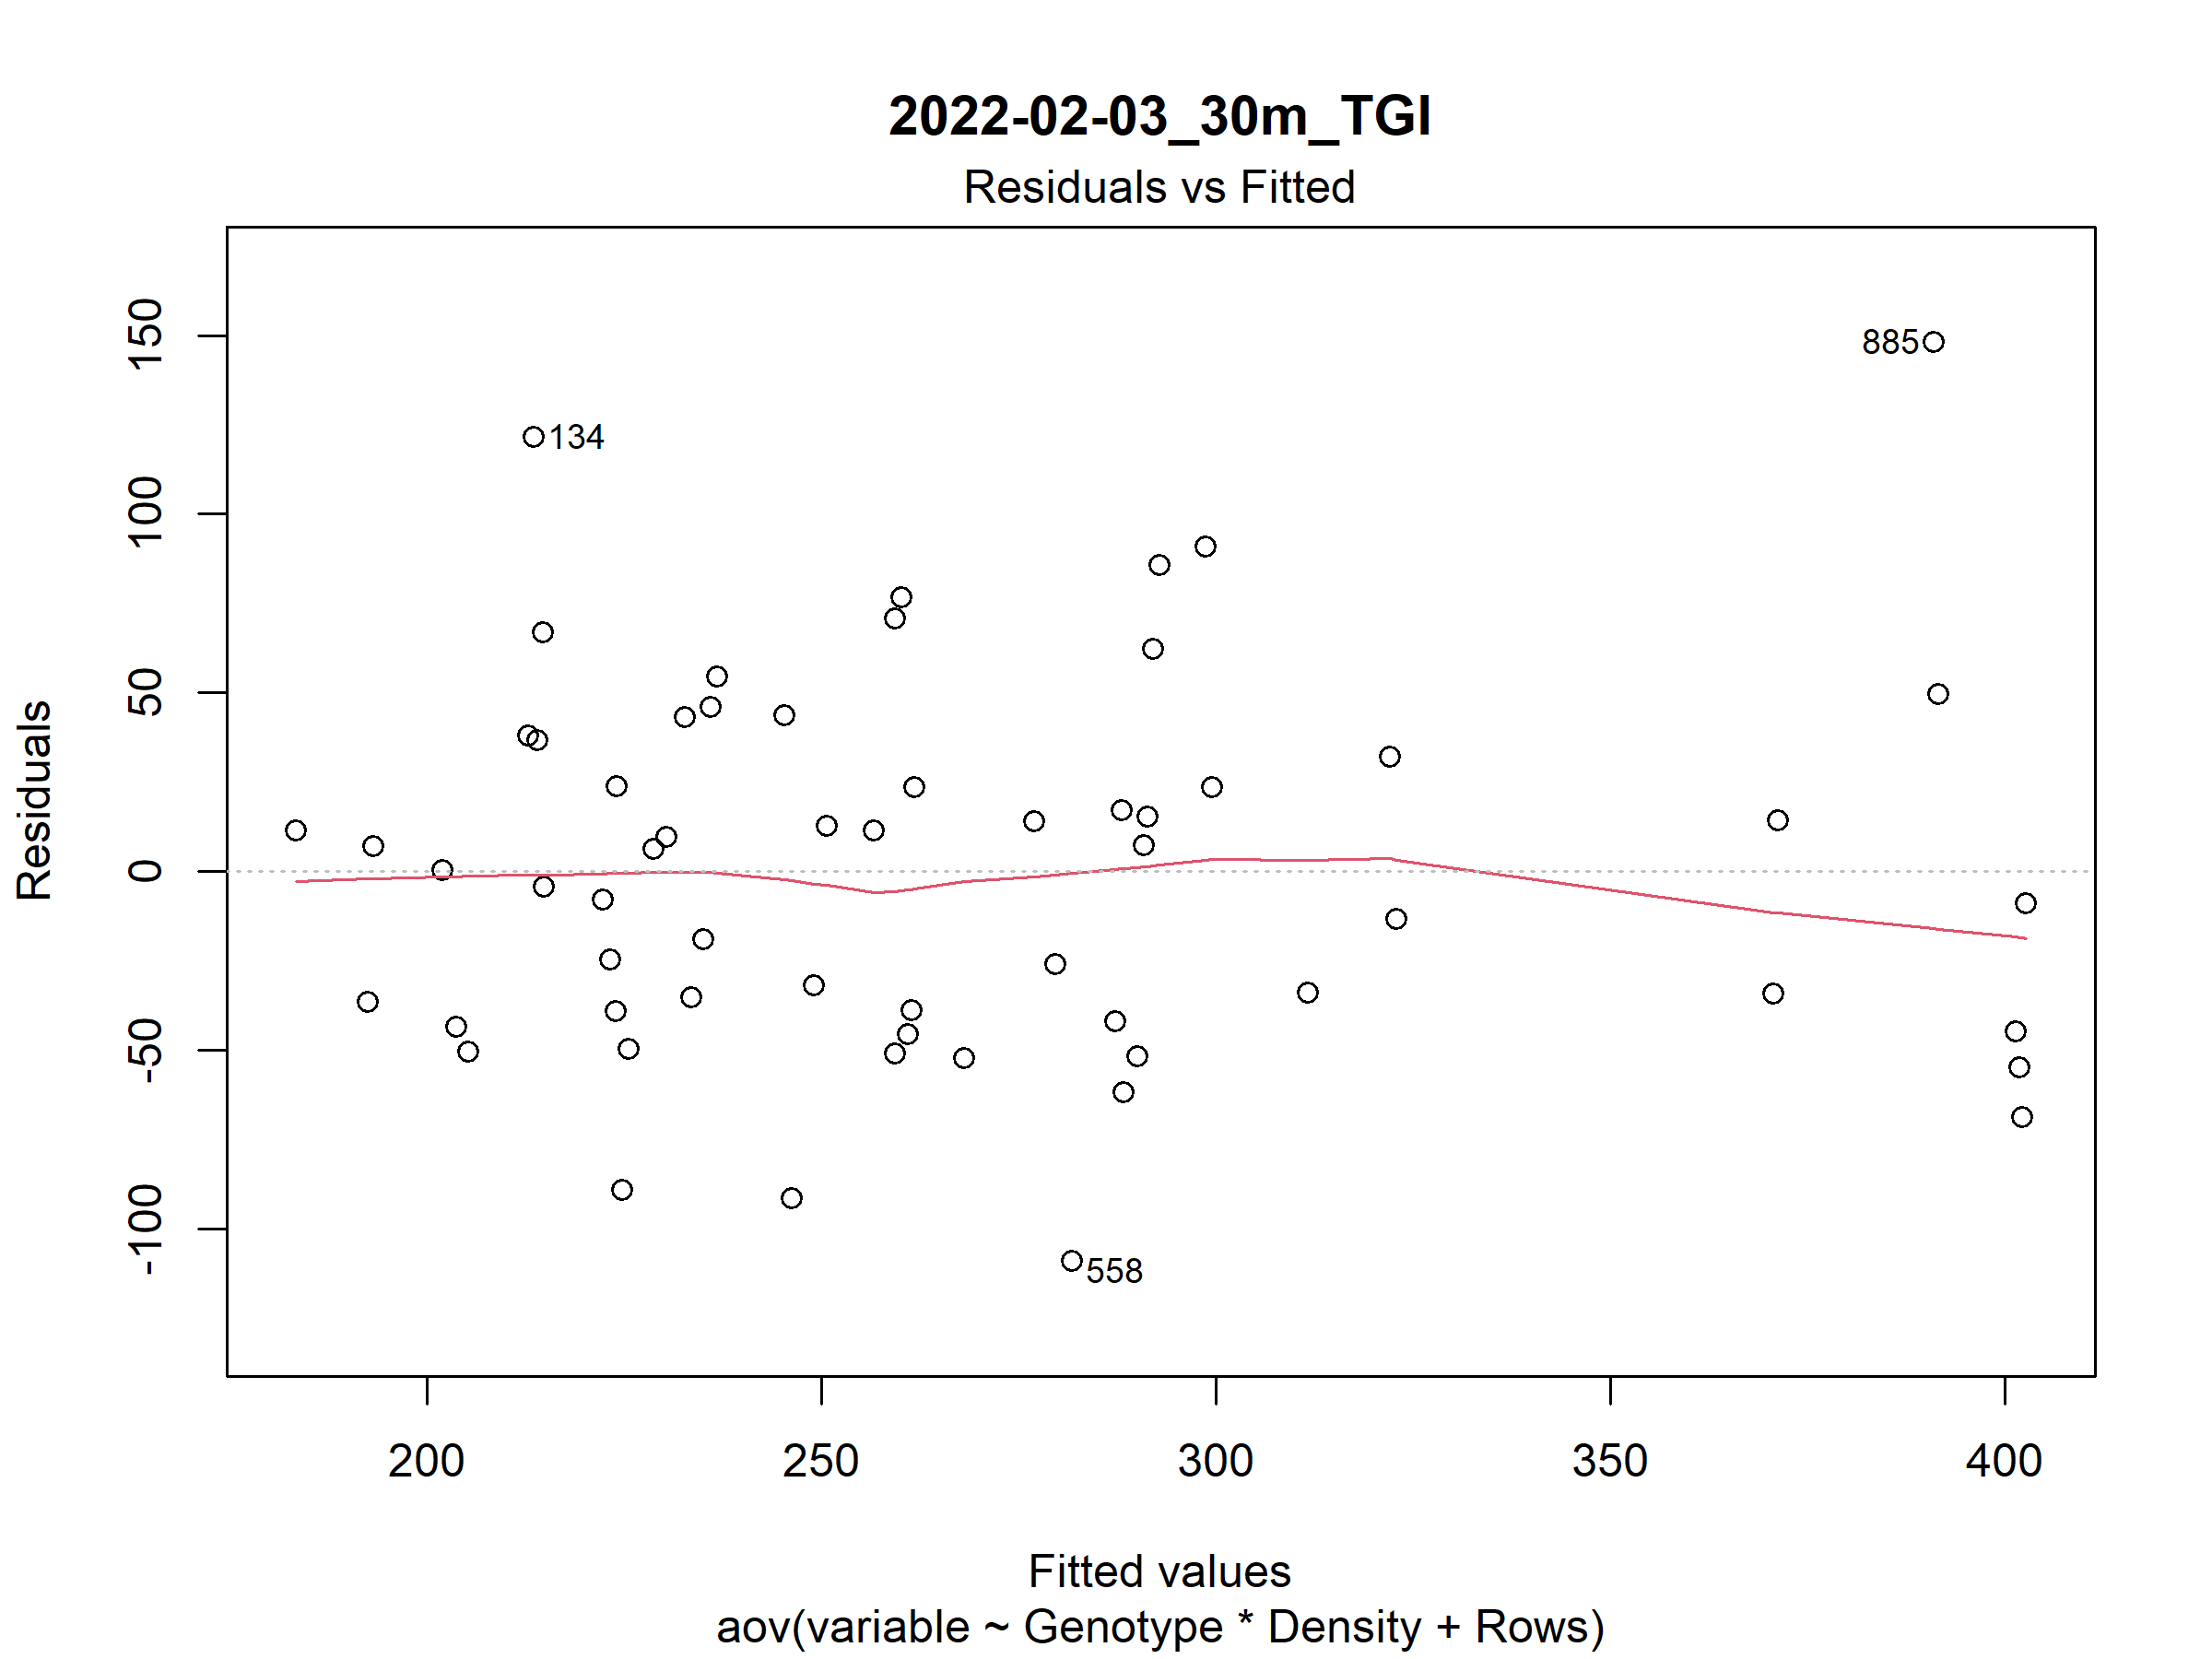 2022-02-03_30m_TGI
Residuals vs Fitted
150
100
50
0
-50
-100
Residuals
885
134
558
200 250 300 350 400
Fitted values
aov(variable ~ Genotype * Density + Rows)